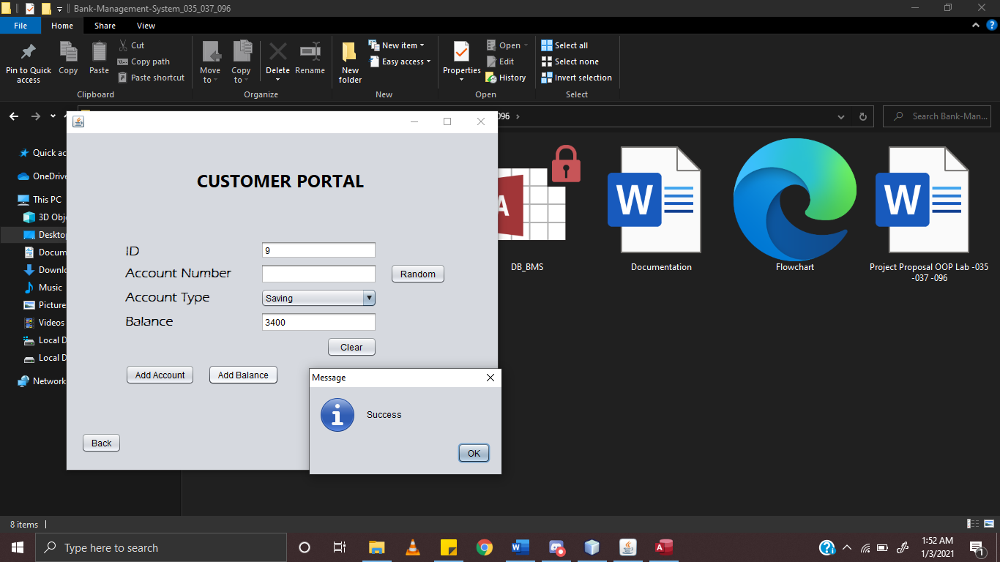 Bank-Management-System_035_037_096
File Home Share View
Pin to Quick access
Copy
Paste
Cut
Copy path
Paste shortcut
Clipboard
Move to
Copy to
Delete
Rename
Organize
New folder
New item
Easy access
New
Properties
Open
Edit
History
Open
Select all
Select none
Invert selection
Select
096
Search Bank-Man...
Quick ac
OneDrive
This PC
3D Obj
Desktop
Docum
Downlo
Music
Picture
Videos
Local D
Local D
Network
CUSTOMER PORTAL
ID 9
Account Number Random
Account Type Saving
Balance 3400
Clear
Add Account Add Balance
Back
Message
Success
OK
A
DB_BMS
W
Documentation
Flowchart
W
Project Proposal OOP Lab -035
-037 -096
8 items
Type here to search
1:52 AM
1/3/2021
1